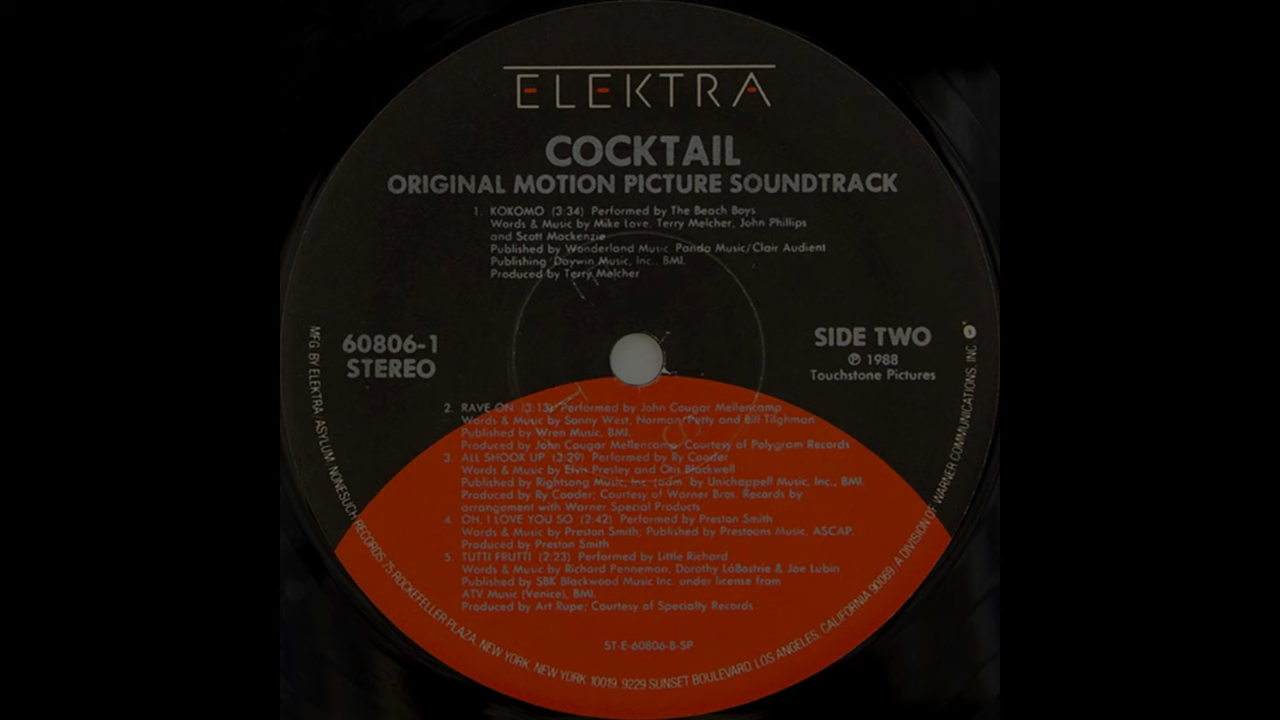 ELEKTRA
COCKTAIL
ORIGINAL MOTION PICTURE SOUNDTRACK
1. KOKOMO (3:34) Performed by The Beach Boys
Words & Music by Mike Love, Terry Melcher, John Phillips
and Scott Mackenzie
Published by Wonderland Music, Panda Music/Clair Audient
Publishing/Daywin Music, Inc., BMI.
Produced by Terry Melcher
60806-1
STEREO
SIDE TWO
℗ 1988
Touchstone Pictures
2. RAVE ON (3:13) Performed by John Cougar Mellencamp
Words & Music by Sonny West, Norman Petty and Bill Tilghman
Published by Wren Music, BMI.
Produced by John Cougar Mellencamp; Courtesy of Polygram Records
3. ALL SHOOK UP (3:29) Performed by Ry Cooder
Words & Music by Elvis Presley and Otis Blackwell
Published by Rightsong Music, Inc. (adm. by Unichappell Music, Inc., BMI.
Produced by Ry Cooder; Courtesy of Warner Bros. Records by
arrangement with Warner Special Products
4. OH, I LOVE YOU SO (2:42) Performed by Preston Smith
Words & Music by Preston Smith; Published by Prestoons Music, ASCAP.
Produced by Preston Smith
5. TUTTI FRUTTI (2:23) Performed by Little Richard
Words & Music by Richard Penneman, Dorothy LaBostrie & Joe Lubin
Published by SBK Blackwood Music Inc. under license from
ATV Music (Venice), BMI.
Produced by Art Rupe; Courtesy of Specialty Records
ST-E-60806-B-SP
MFG. BY ELEKTRA/ASYLUM/NONESUCH RECORDS, 75 ROCKEFELLER PLAZA, NEW YORK, NEW YORK 10019. 9229 SUNSET BOULEVARD, LOS ANGELES, CALIFORNIA 90069. A DIVISION OF WARNER COMMUNICATIONS, INC.